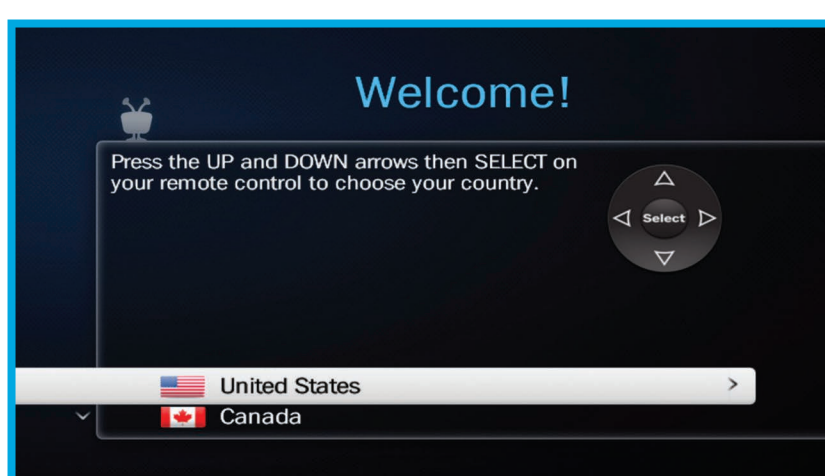 Welcome!
Press the UP and DOWN arrows then SELECT on
your remote control to choose your country.
Select
United States
Canada